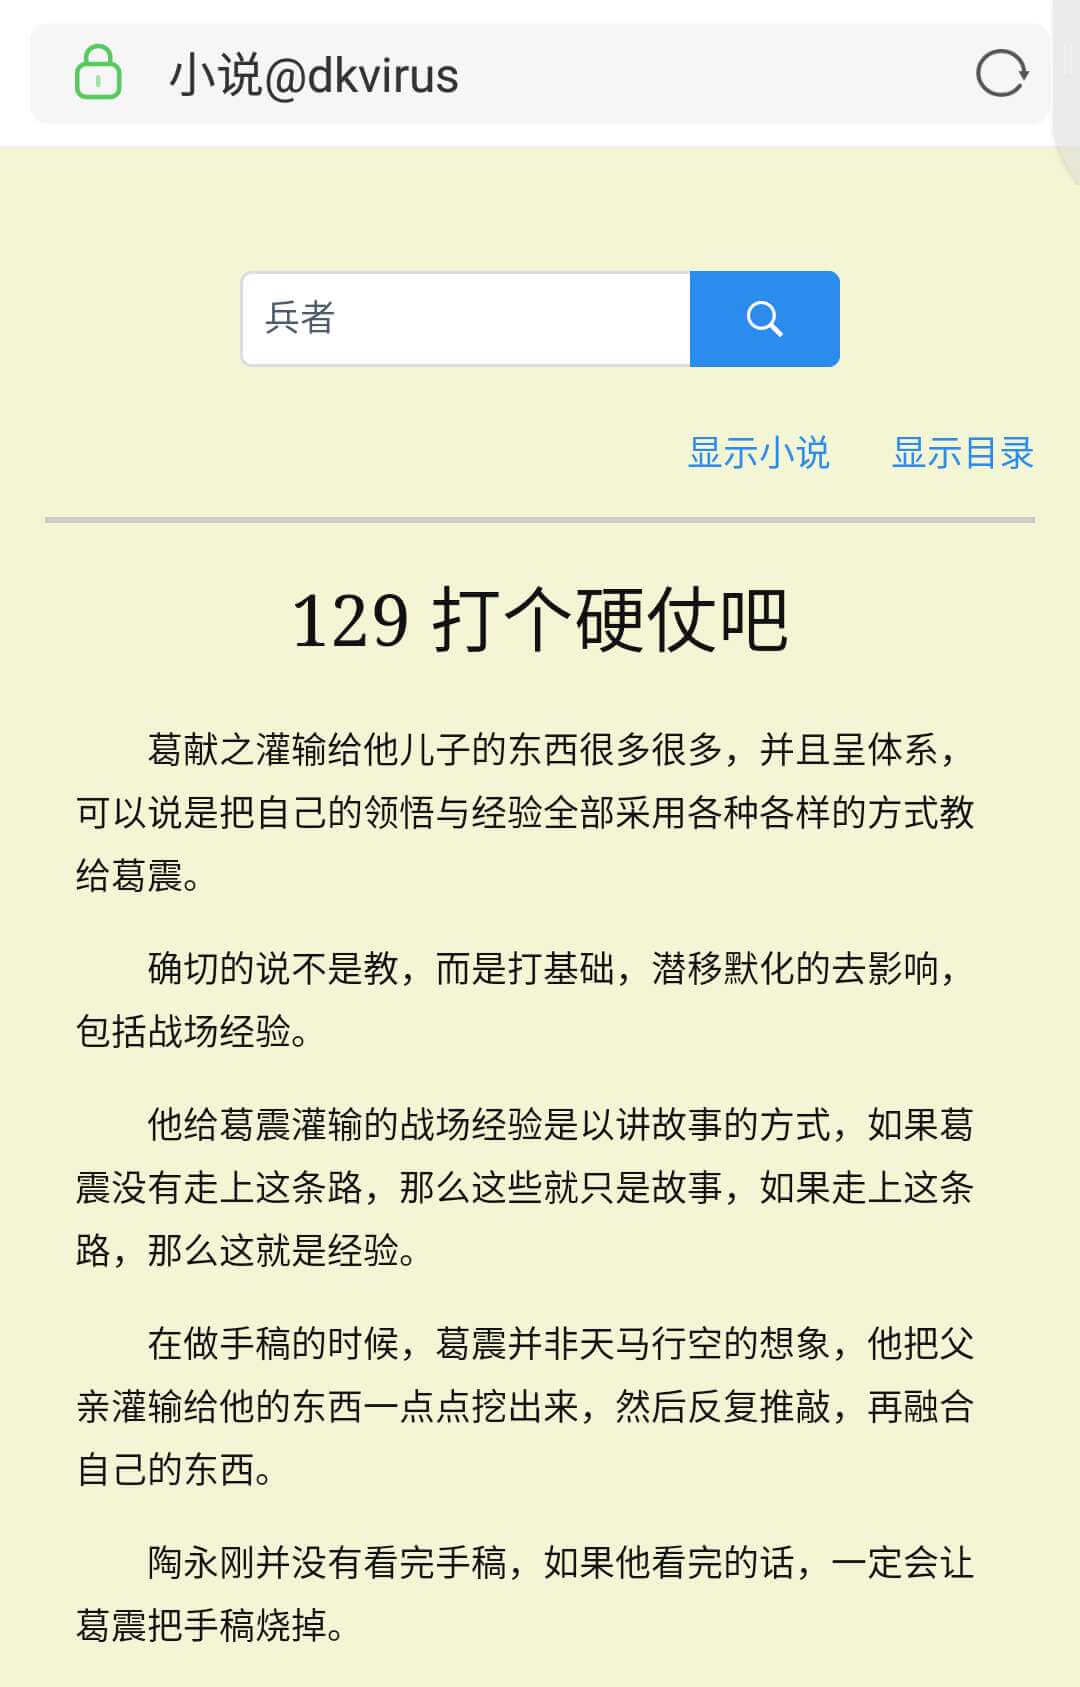 小说@dkvirus
兵者
显示小说 显示目录
129 打个硬仗吧
葛献之灌输给他儿子的东西很多很多，并且呈体系，
可以说是把自己的领悟与经验全部采用各种各样的方式教
给葛震。
确切的说不是教，而是打基础，潜移默化的去影响，
包括战场经验。
他给葛震灌输的战场经验是以讲故事的方式，如果葛
震没有走上这条路，那么这些就只是故事，如果走上这条
路，那么这就是经验。
在做手稿的时候，葛震并非天马行空的想象，他把父
亲灌输给他的东西一点点挖出来，然后反复推敲，再融合
自己的东西。
陶永刚并没有看完手稿，如果他看完的话，一定会让
葛震把手稿烧掉。